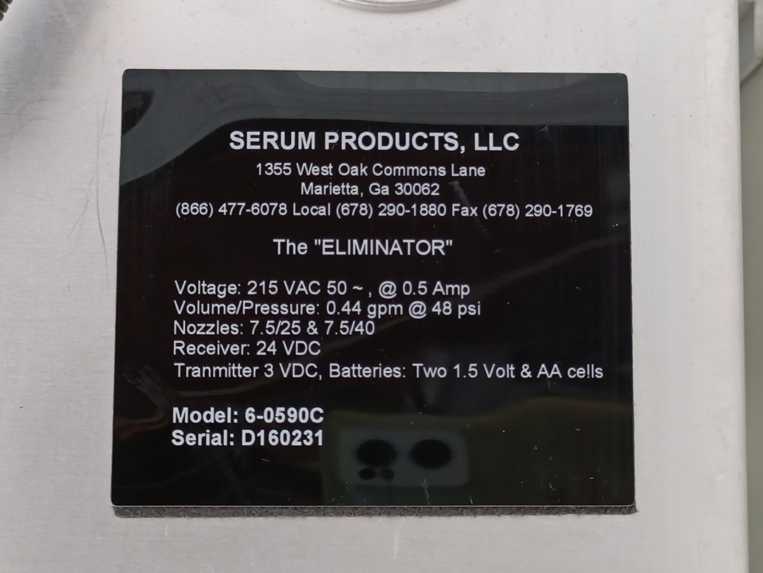 SERUM PRODUCTS, LLC
1355 West Oak Commons Lane
Marietta, Ga 30062
(866) 477-6078 Local (678) 290-1880 Fax (678) 290-1769
The "ELIMINATOR"
Voltage: 215 VAC 50 ~ , @ 0.5 Amp
Volume/Pressure: 0.44 gpm @ 48 psi
Nozzles: 7.5/25 & 7.5/40
Receiver: 24 VDC
Tranmitter 3 VDC, Batteries: Two 1.5 Volt & AA cells
Model: 6-0590C
Serial: D160231